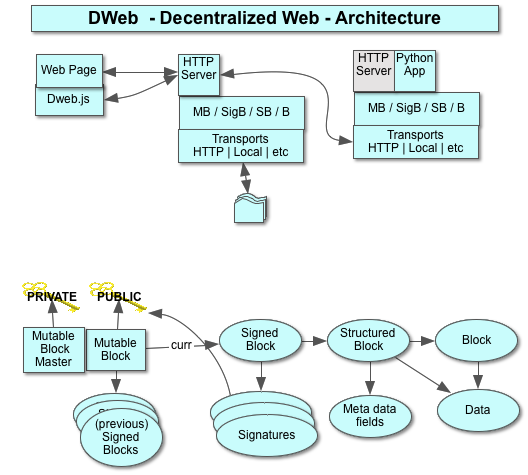 DWeb - Decentralized Web - Architecture
Web Page
Dweb.js
HTTP
Server
MB / SigB / SB / B
Transports
HTTP | Local | etc
HTTP
Server
Python
App
MB / SigB / SB / B
Transports
HTTP | Local | etc
PRIVATE
PUBLIC
Mutable
Block
Master
Mutable
Block
curr
Signed
Block
Structured
Block
Block
(previous)
Signed
Blocks
Signatures
Meta data
fields
Data